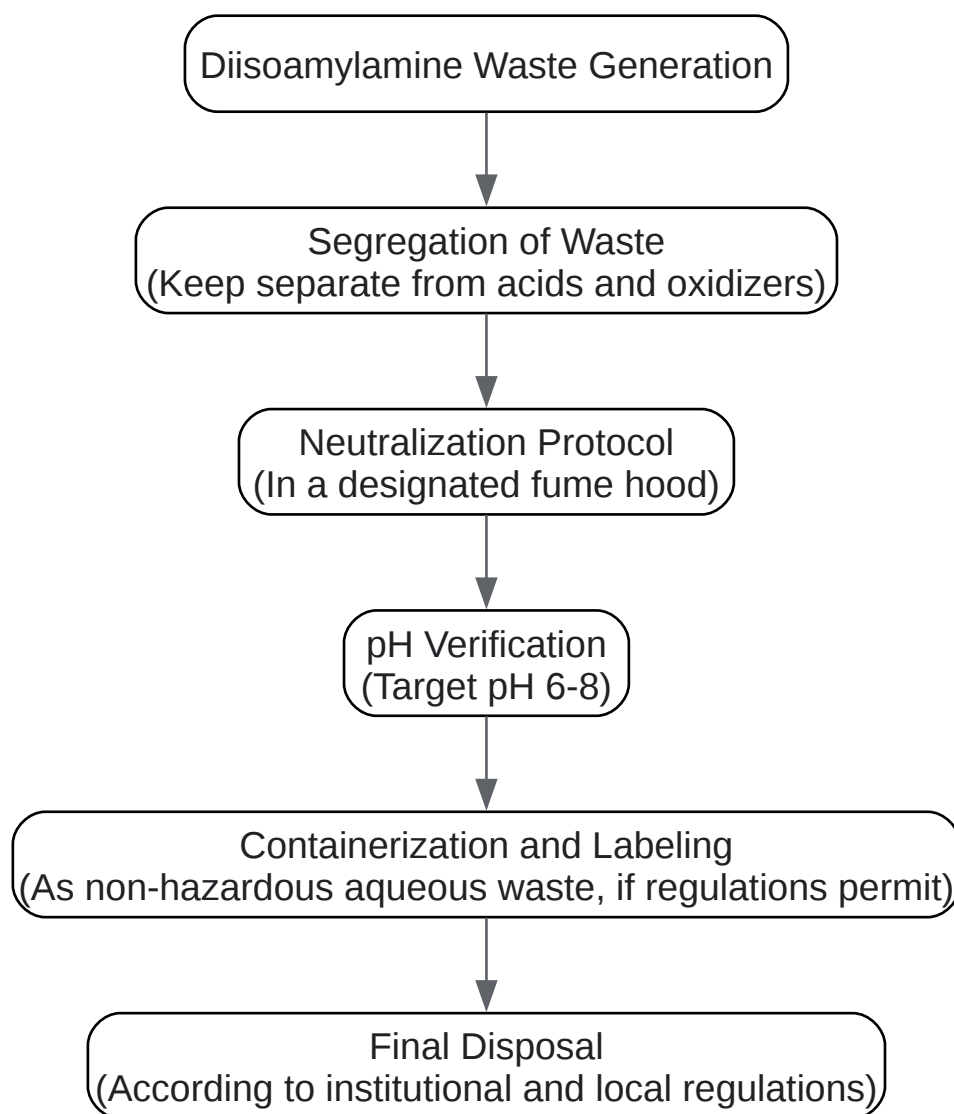 Diisoamylamine Waste Generation
Segregation of Waste
(Keep separate from acids and oxidizers)
Neutralization Protocol
(In a designated fume hood)
pH Verification
(Target pH 6-8)
Containerization and Labeling
(As non-hazardous aqueous waste, if regulations permit)
Final Disposal
(According to institutional and local regulations)